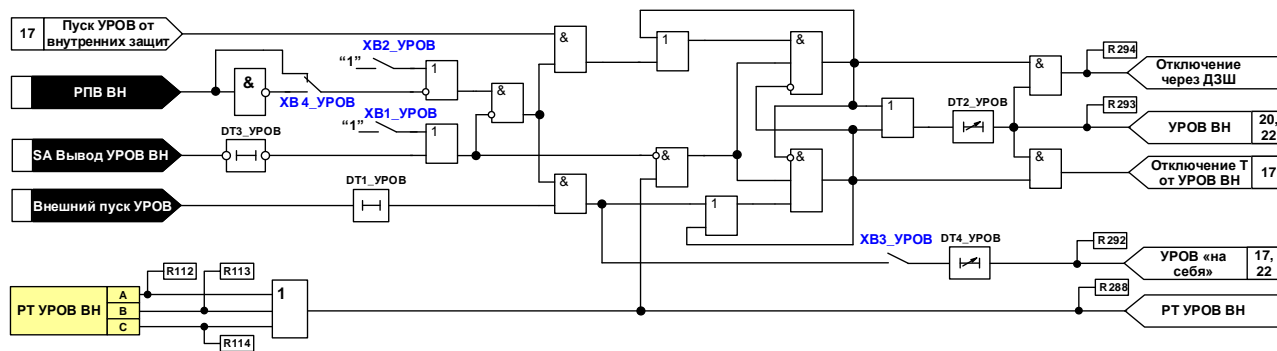 17
Пуск УРОВ от
внутренних защит
РПВ ВН
SA Вывод УРОВ ВН
Внешний пуск УРОВ
РТ УРОВ ВН
A
B
C
R112
R113
R114
1
&
XB4_УРОВ
DT3_УРОВ
DT1_УРОВ
XB2_УРОВ
“1”
1
XB1_УРОВ
“1”
1
&
&
&
&
1
1
&
&
1
DT2_УРОВ
XB3_УРОВ
DT4_УРОВ
&
&
R294
Отключение
через ДЗШ
R293
УРОВ ВН
20,
22
Отключение Т
от УРОВ ВН
17
R292
УРОВ «на
себя»
17,
22
R288
РТ УРОВ ВН